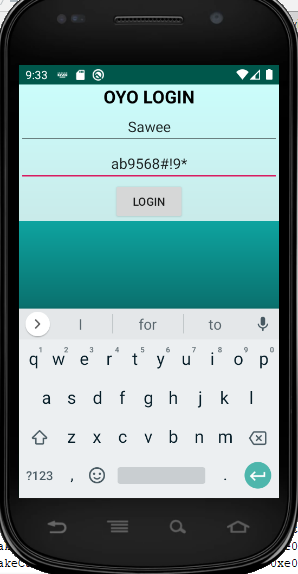 9:33
OYO LOGIN
Sawee
ab9568#!9*
LOGIN
I for to
1 2 3 4 5 6 7 8 9 0
q w e r t y u i o p
a s d f g h j k l
z x c v b n m
?123 , .